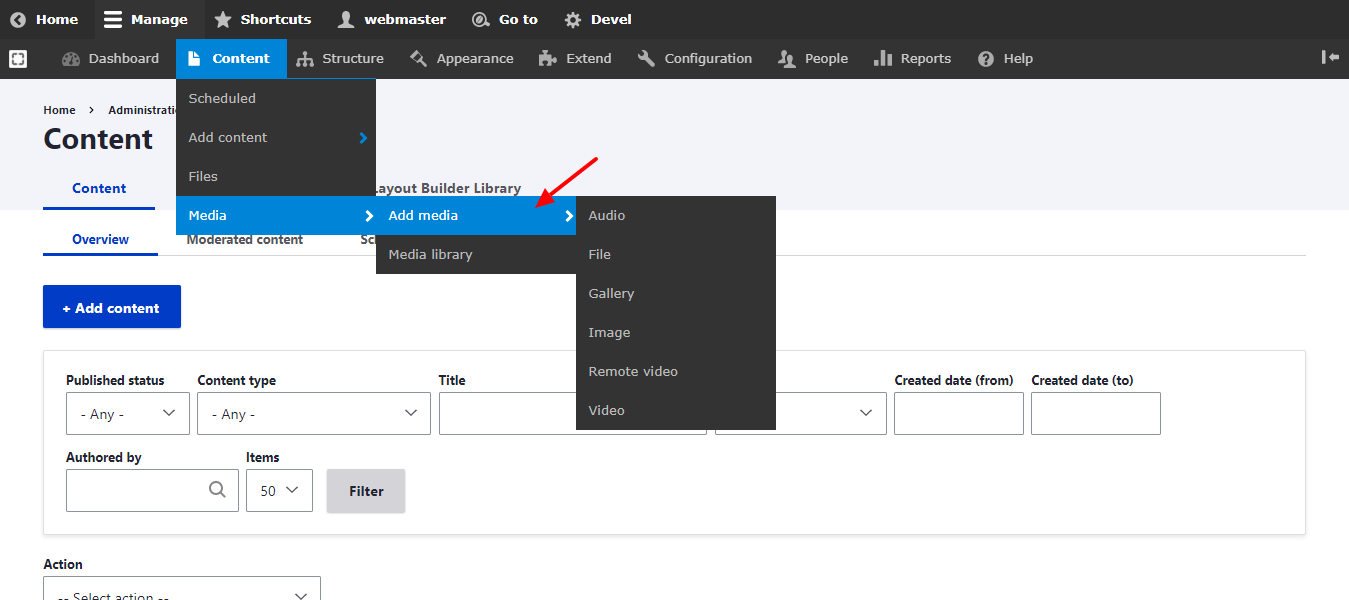 Home Manage Shortcuts webmaster Go to Devel
Dashboard Content Structure Appearance Extend Configuration People Reports Help
Scheduled
Home Administratio
Add content
Content
Files
Content Layout Builder Library
Media Add media Audio
Overview Moderated content Sc
Media library File
Gallery
+ Add content
Image
Remote video
Published status Content type Title Created date (from) Created date (to)
- Any - - Any - Video
Authored by Items
50 Filter
Action
-- Select action --